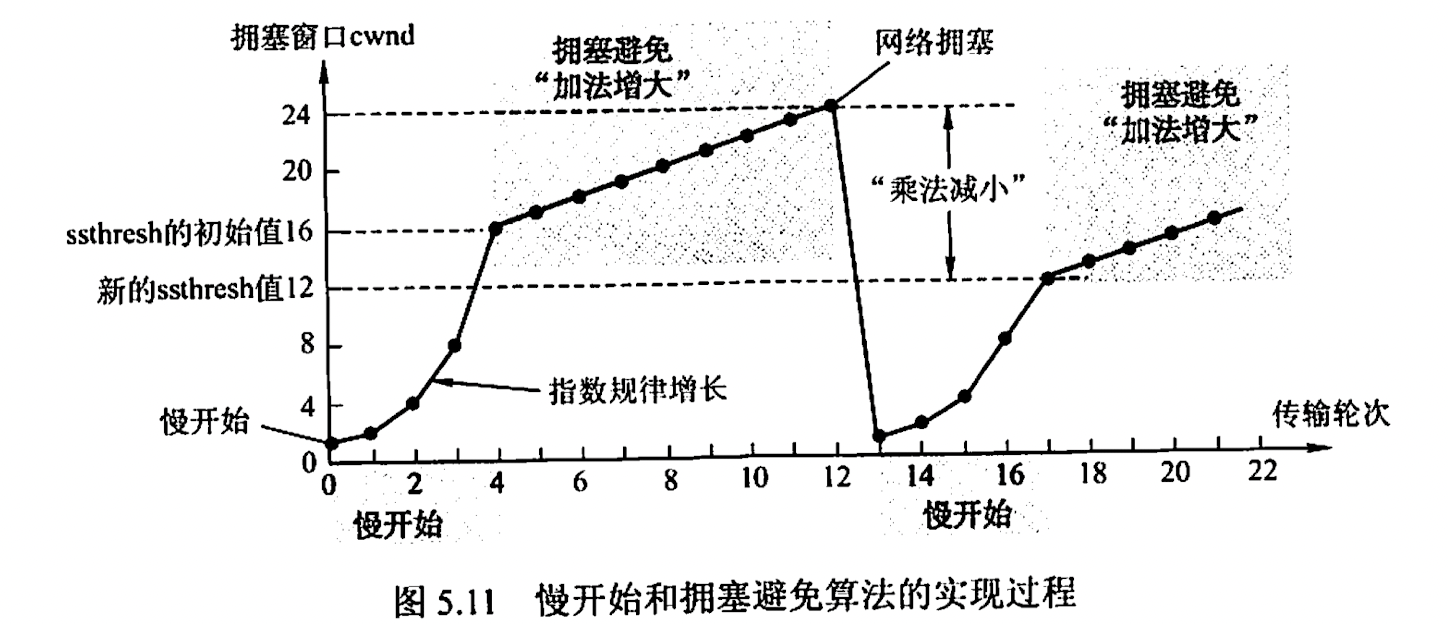 拥塞窗口cwnd
拥塞避免
“加法增大”
网络拥塞
拥塞避免
“加法增大”
24
20
“乘法减小”
ssthresh的初始值16
新的ssthresh值12
8
指数规律增长
4
慢开始
传输轮次
0
0 2 4 6 8 10 12 14 16 18 20 22
慢开始
慢开始
图 5.11 慢开始和拥塞避免算法的实现过程